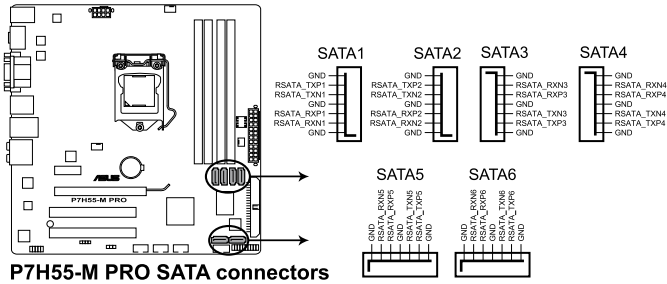 SATA1
GND
RSATA_TXP1
RSATA_TXN1
GND
RSATA_RXP1
RSATA_RXN1
GND
SATA2
GND
RSATA_TXP2
RSATA_TXN2
GND
RSATA_RXP2
RSATA_RXN2
GND
SATA3
GND
RSATA_RXN3
RSATA_RXP3
GND
RSATA_TXN3
RSATA_TXP3
GND
SATA4
GND
RSATA_RXN4
RSATA_RXP4
GND
RSATA_TXN4
RSATA_TXP4
GND
ASUS
P7H55-M PRO
SATA5
GND
RSATA_RXN5
RSATA_RXP5
GND
RSATA_TXN5
RSATA_TXP5
GND
SATA6
GND
RSATA_RXN6
RSATA_RXP6
GND
RSATA_TXN6
RSATA_TXP6
GND
P7H55-M PRO SATA connectors